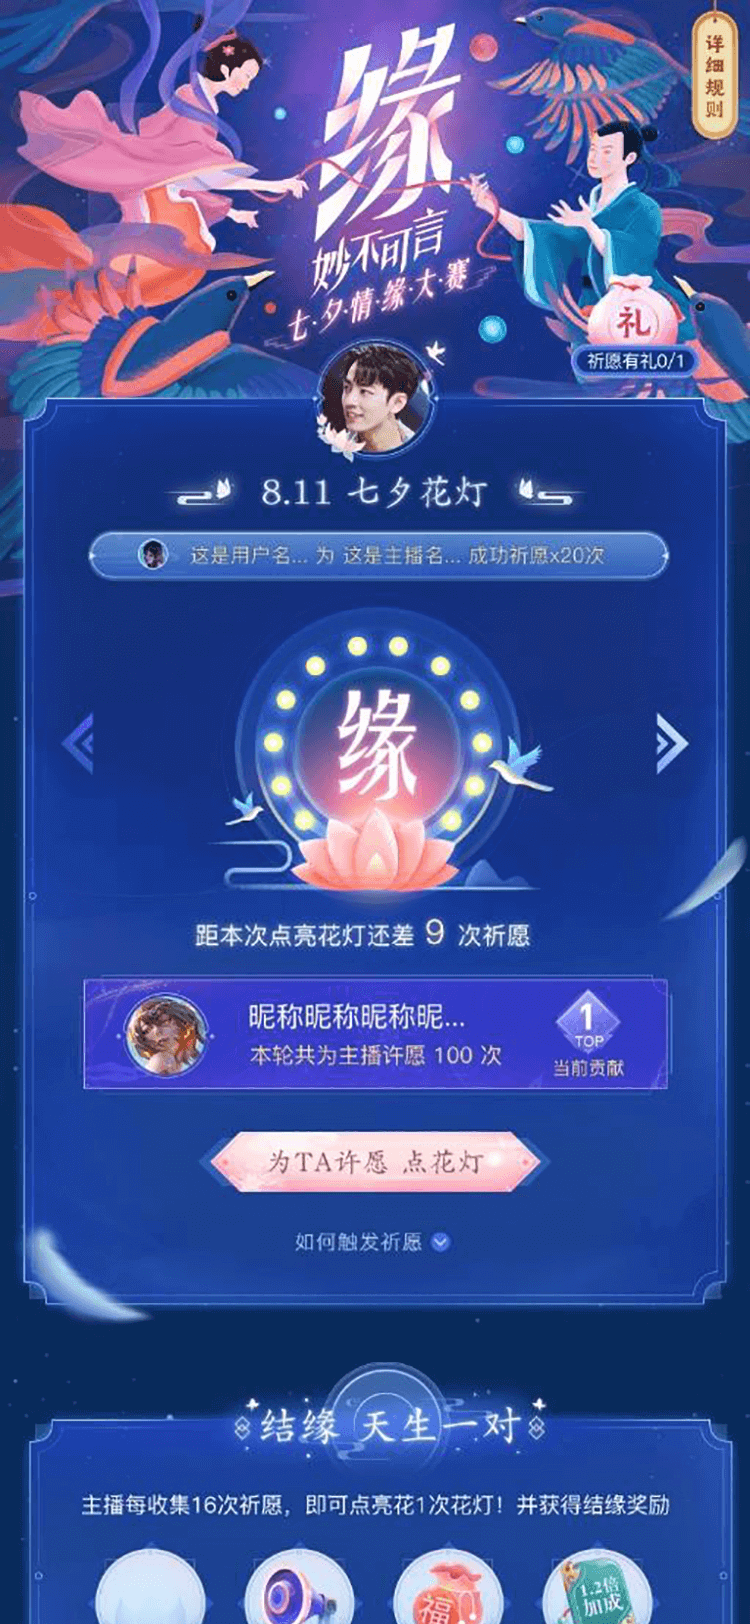 详细规则
缘
妙不可言
七·夕·情·缘·大·赛
礼
祈愿有礼0/1
8.11 七夕花灯
这是用户名... 为 这是主播名... 成功祈愿x20次
缘
距本次点亮花灯还差 9 次祈愿
昵称昵称昵称昵...
本轮共为主播许愿 100 次
1
TOP
当前贡献
为TA许愿 点花灯
如何触发祈愿
结缘 天生一对
主播每收集16次祈愿，即可点亮花1次花灯！并获得结缘奖励
福
1.2倍
加成